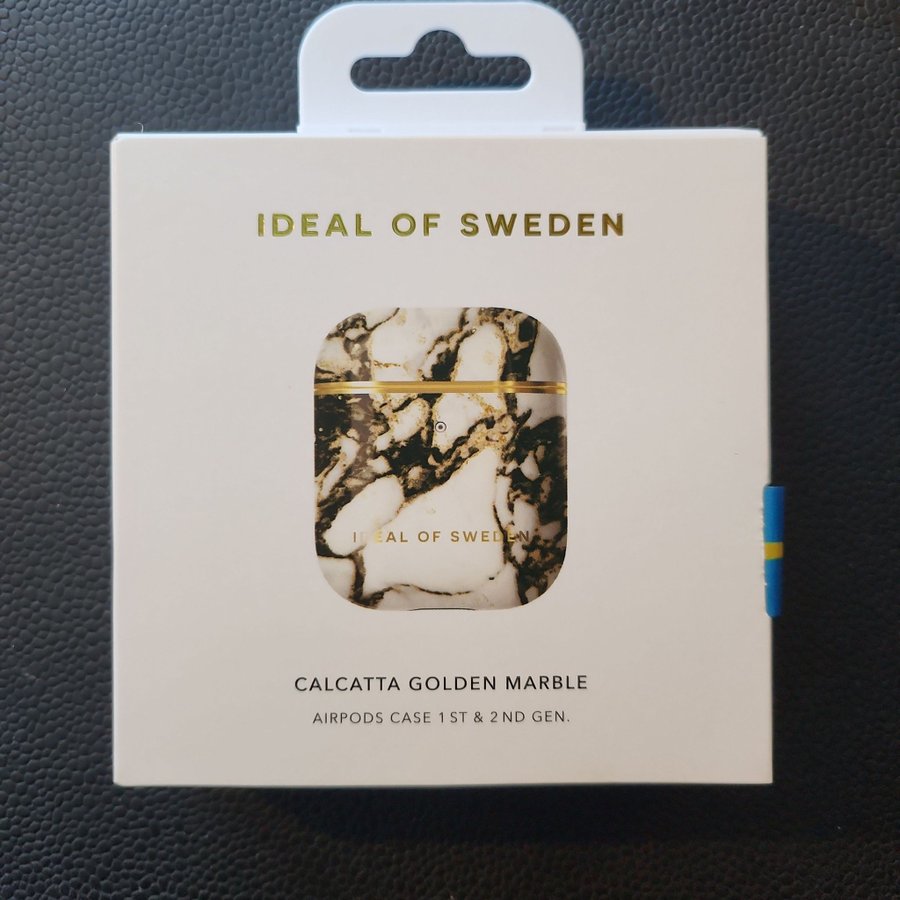 IDEAL OF SWEDEN
IDEAL OF SWEDEN
CALCATTA GOLDEN MARBLE
AIRPODS CASE 1ST & 2ND GEN.